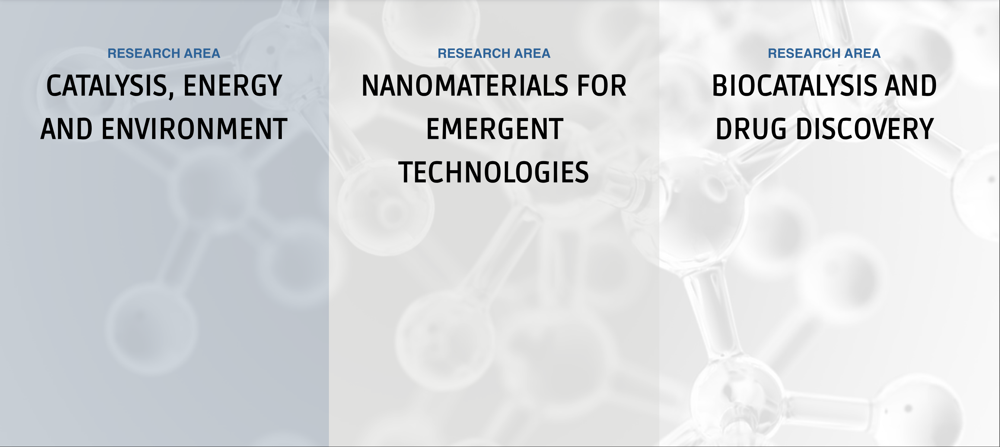 RESEARCH AREA
CATALYSIS, ENERGY
AND ENVIRONMENT
RESEARCH AREA
NANOMATERIALS FOR
EMERGENT
TECHNOLOGIES
RESEARCH AREA
BIOCATALYSIS AND
DRUG DISCOVERY